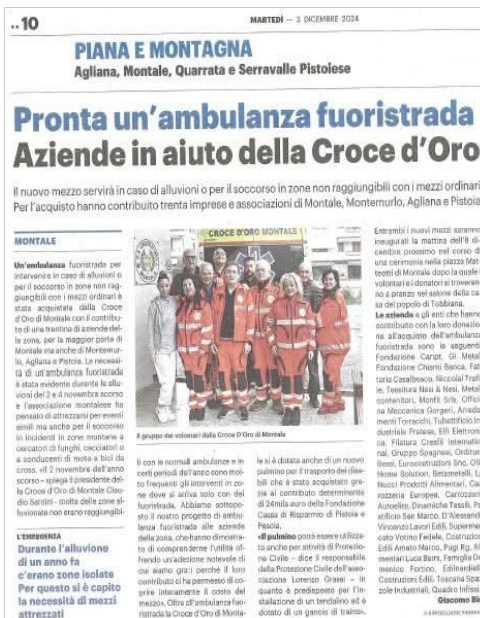 10
MARTEDÌ — 3 DICEMBRE 2024
PIANA E MONTAGNA
Agliana, Montale, Quarrata e Serravalle Pistoiese
Pronta un'ambulanza fuoristrada
Aziende in aiuto della Croce d'Oro
Il nuovo mezzo servirà in caso di alluvioni o per il soccorso in zone non raggiungibili con i mezzi ordinari
Per l'acquisto hanno contribuito trenta imprese e associazioni di Montale, Montemurlo, Agliana e Pistoia
MONTALE
Un'ambulanza fuoristrada per
intervenire in caso di alluvioni o
per il soccorso in zone non rag-
giungibili con i mezzi ordinari è
stata acquistata dalla Croce
d'Oro di Montale con il contribu-
to di una trentina di aziende del-
la zona, per la maggior parte di
Montale ma anche di Montemur-
lo, Agliana e Pistoia. Le necessi-
tà di un'ambulanza fuoristrada
è stata evidente durante le allu-
vioni del 2 e 4 novembre scorso
e l'associazione montalese ha
pensato di attrezzarsi per eventi
simili ma anche per il soccorso
in incidenti in zone montane a
cercatori di funghi, cacciatori o
a conducenti di moto e bici da
cross. «Il 2 novembre dell'anno
scorso – spiega il presidente del-
la Croce d'Oro di Montale Clau-
dio Santini – molte delle zone al-
luvionate non erano raggiungibi-
L'EMERGENZA
Durante l'alluvione
di un anno fa
c'erano zone isolate
Per questo si è capito
la necessità di mezzi
attrezzati
CROCE D'ORO MONTALE
Il gruppo dei volontari della Croce D'Oro di Montale
li con le normali ambulanze e in
certi periodi dell'anno sono mol-
to frequenti gli interventi in zo-
ne dove si arriva solo con del
fuoristrada. Abbiamo sottopo-
sto il nostro progetto di ambu-
lanza fuoristrada alle aziende
della zona, che hanno dimostra-
to di comprenderne l'utilità of-
frendo un'adesione notevole di
cui siamo grati perché il loro
contributo ci ha permesso di co-
prire interamente il costo del
mezzo». Oltre all'ambulanza fuo-
ristrada la Croce d'Oro di Monta-
le si è dotata anche di un nuovo
pulmino per il trasporto dei disa-
bili che è stato acquistato gra-
zie al contributo determinante
di 24mila euro della Fondazione
Cassa di Risparmio di Pistoia e
Pescia.
«Il pulmino potrà essere utilizza-
to anche per attività di Protezio-
ne Civile – dice il responsabile
della Protezione Civile dell'asso-
ciazione Lorenzo Grassi – in
quanto è predisposto per l'in-
stallazione di un tendalino ed è
dotato di un gancio di traino».
Entrambi i nuovi mezzi saranno
inaugurati la mattina dell'8 di-
cembre prossimo nel corso di
una cerimonia nella piazza Mat-
teotti di Montale dopo la quale i
volontari e i donatori si troveran-
no a pranzo nel salone della ca-
sa del popolo di Tobbiana.
Le aziende e gli enti che hanno
contribuito con la loro donazio-
ne all'acquisto dell'ambulanza
fuoristrada sono le seguenti
Fondazione Caript, Gi Metal
Fondazione Chianti Banca, Fat-
toria Casalbosco, Niccolai Trafi-
le, Tessitura Nesi & Nesi, Metal
contenitori, Monfil Srls, Offici
na Meccanica Gorgeri, Arreda
menti Torracchi, Tubettificio In
dustriale Pratese, Elfi Elettroni
ca, Filatura Creafil Internatio
nal, Gruppo Spagnesi, Ordituri
Sessi, Euroestrazioni Snc, Oli
Home Solution, Betzmetelli,
Nucci Prodotti Alimentari, Ca
rozzeria Europea, Carrozzeri
Autoelite, Dinamiche Tessili, Pa
stificio San Marco, D'Alessand
Vincenzo Lavori Edili, Superme
cato Votino Fedele, Costruzion
Edili Amato Marco, Pagi Kg, Al
mentari Luca Bami, Famiglia Do
menico Fortino, Edilnardiello
Costruzioni Edili, Toscana Spa
zole Industriali, Quadro Infissi
Giacomo Bi
© RIPRODUZIONE RISERVATA